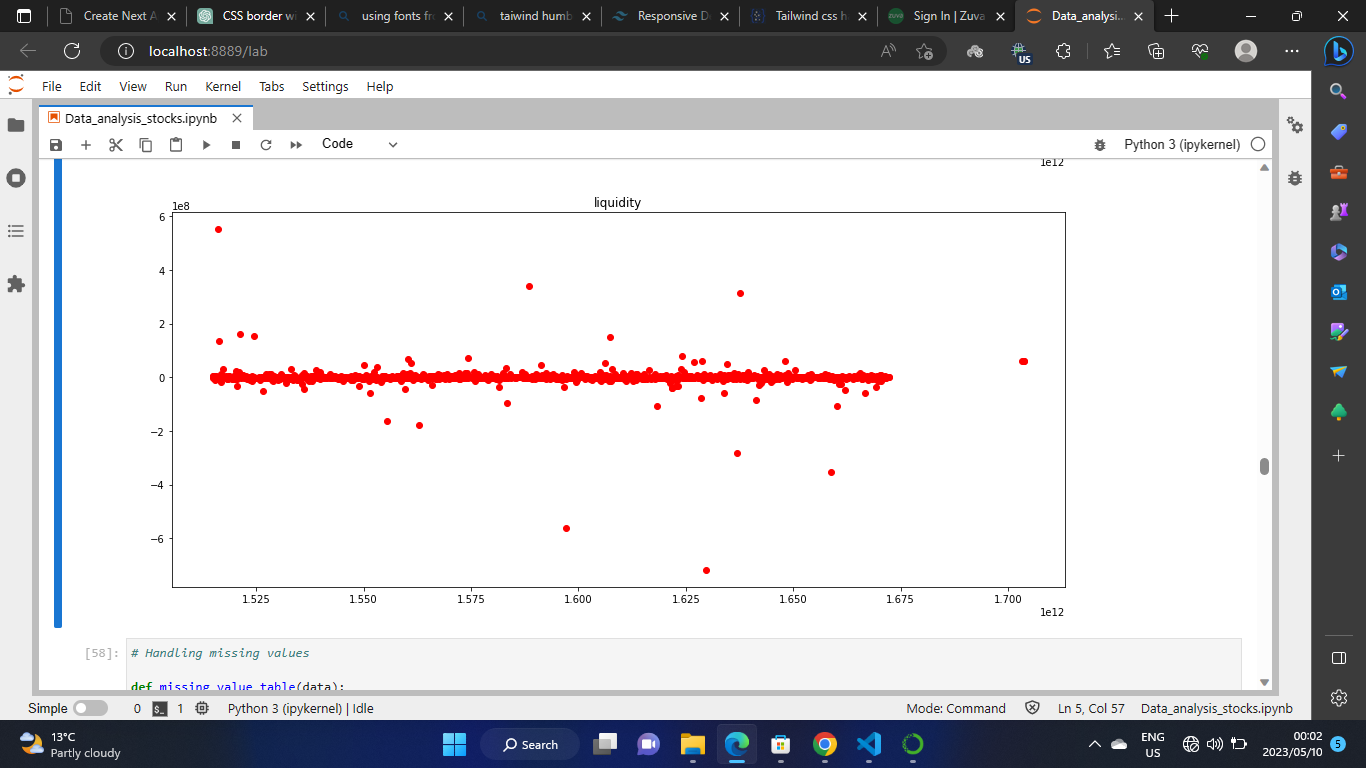 Create Next A
CSS border wi
using fonts fro
taiwind humb
Responsive D
Tailwind css h
Sign In | Zuva
Data_analysi...
localhost:8889/lab
US
File Edit View Run Kernel Tabs Settings Help
Data_analysis_stocks.ipynb
Code
Python 3 (ipykernel)
1e12
liquidity
1e8
6
4
2
0
−2
−4
−6
1.525 1.550 1.575 1.600 1.625 1.650 1.675 1.700
1e12
[58]:
# Handling missing values
def missing_value_table(data):
Simple 0 1 Python 3 (ipykernel) | Idle Mode: Command Ln 5, Col 57 Data_analysis_stocks.ipynb
13°C
Partly cloudy
Search
ENG
US
00:02
2023/05/10
5